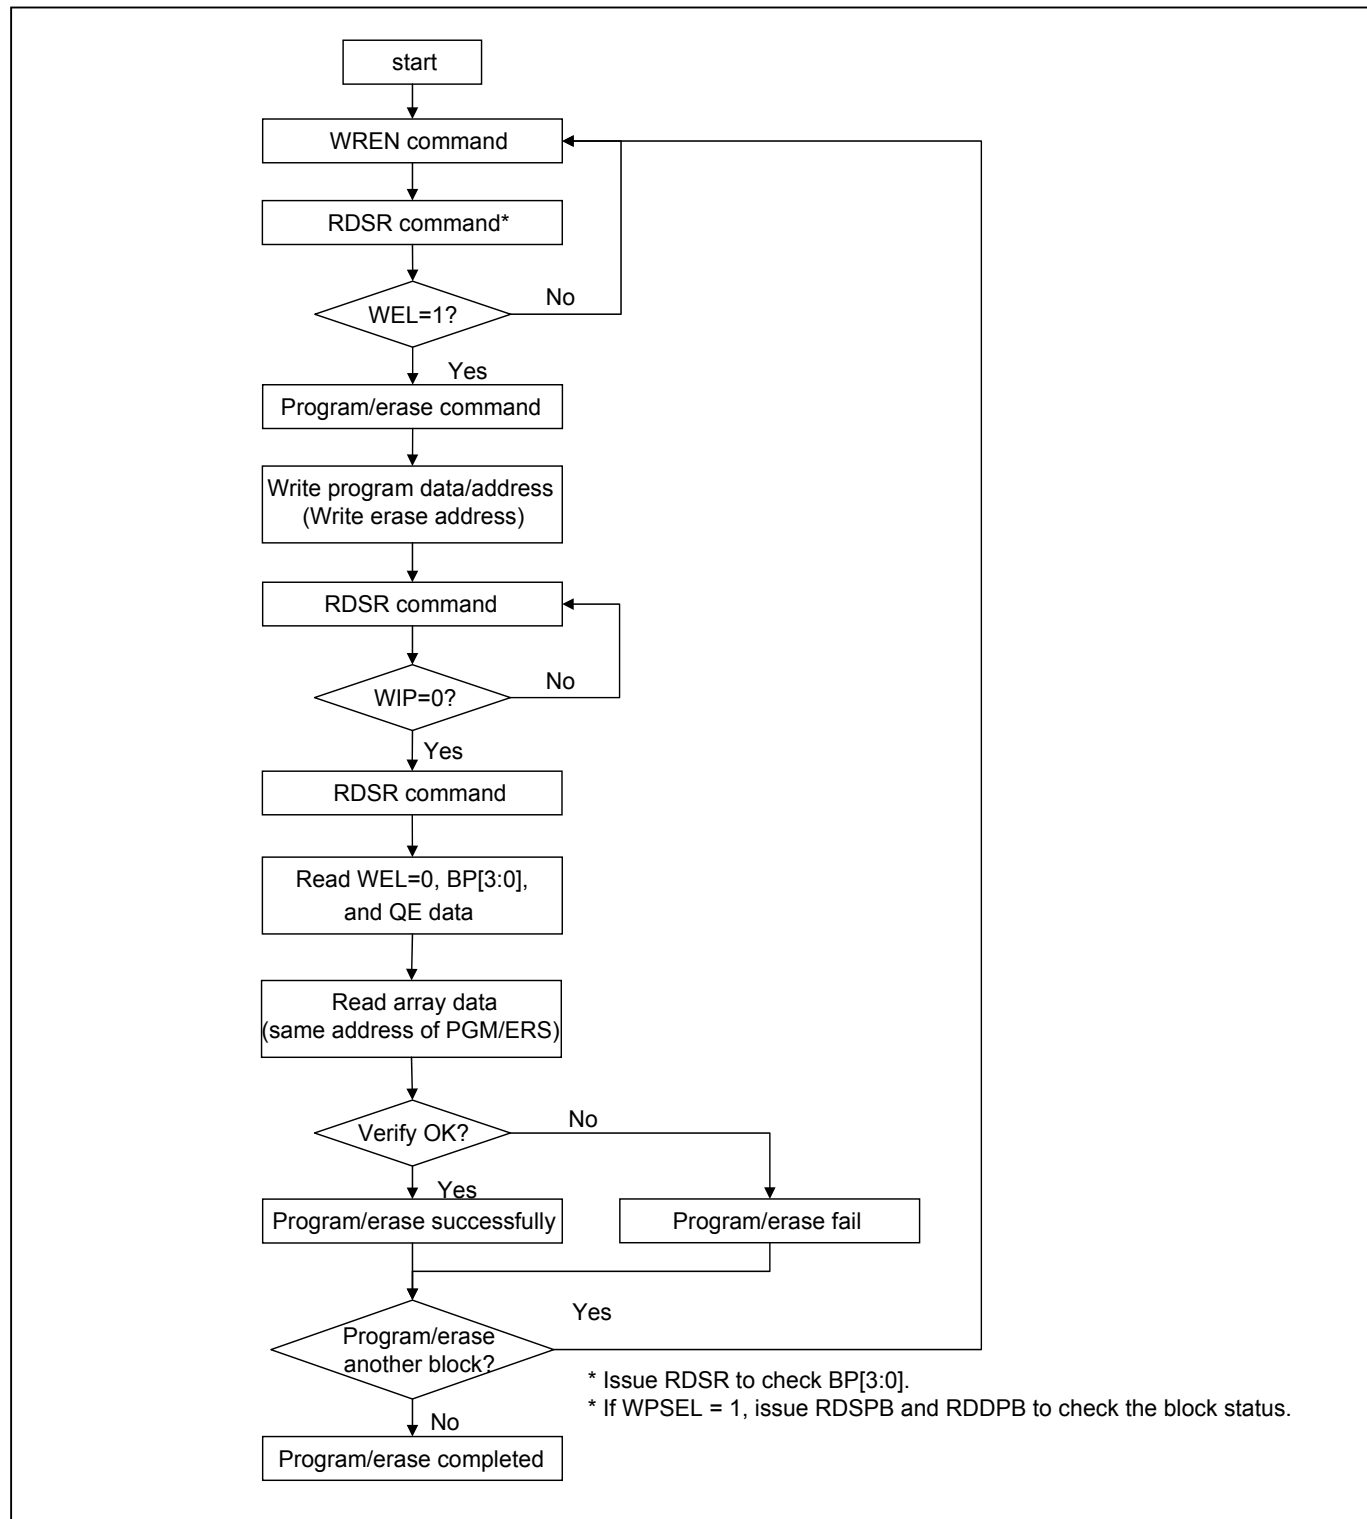 start
WREN command
RDSR command*
WEL=1?
No
Yes
Program/erase command
Write program data/address
(Write erase address)
RDSR command
WIP=0?
No
Yes
RDSR command
Read WEL=0, BP[3:0],
and QE data
Read array data
(same address of PGM/ERS)
Verify OK?
No
Yes
Program/erase successfully
Program/erase fail
Yes
Program/erase
another block?
* Issue RDSR to check BP[3:0].
* If WPSEL = 1, issue RDSPB and RDDPB to check the block status.
No
Program/erase completed